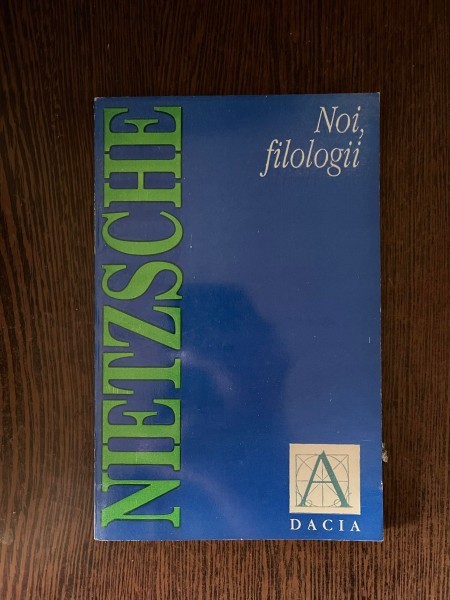 NIETZSCHE
Noi,
filologii
A
DACIA